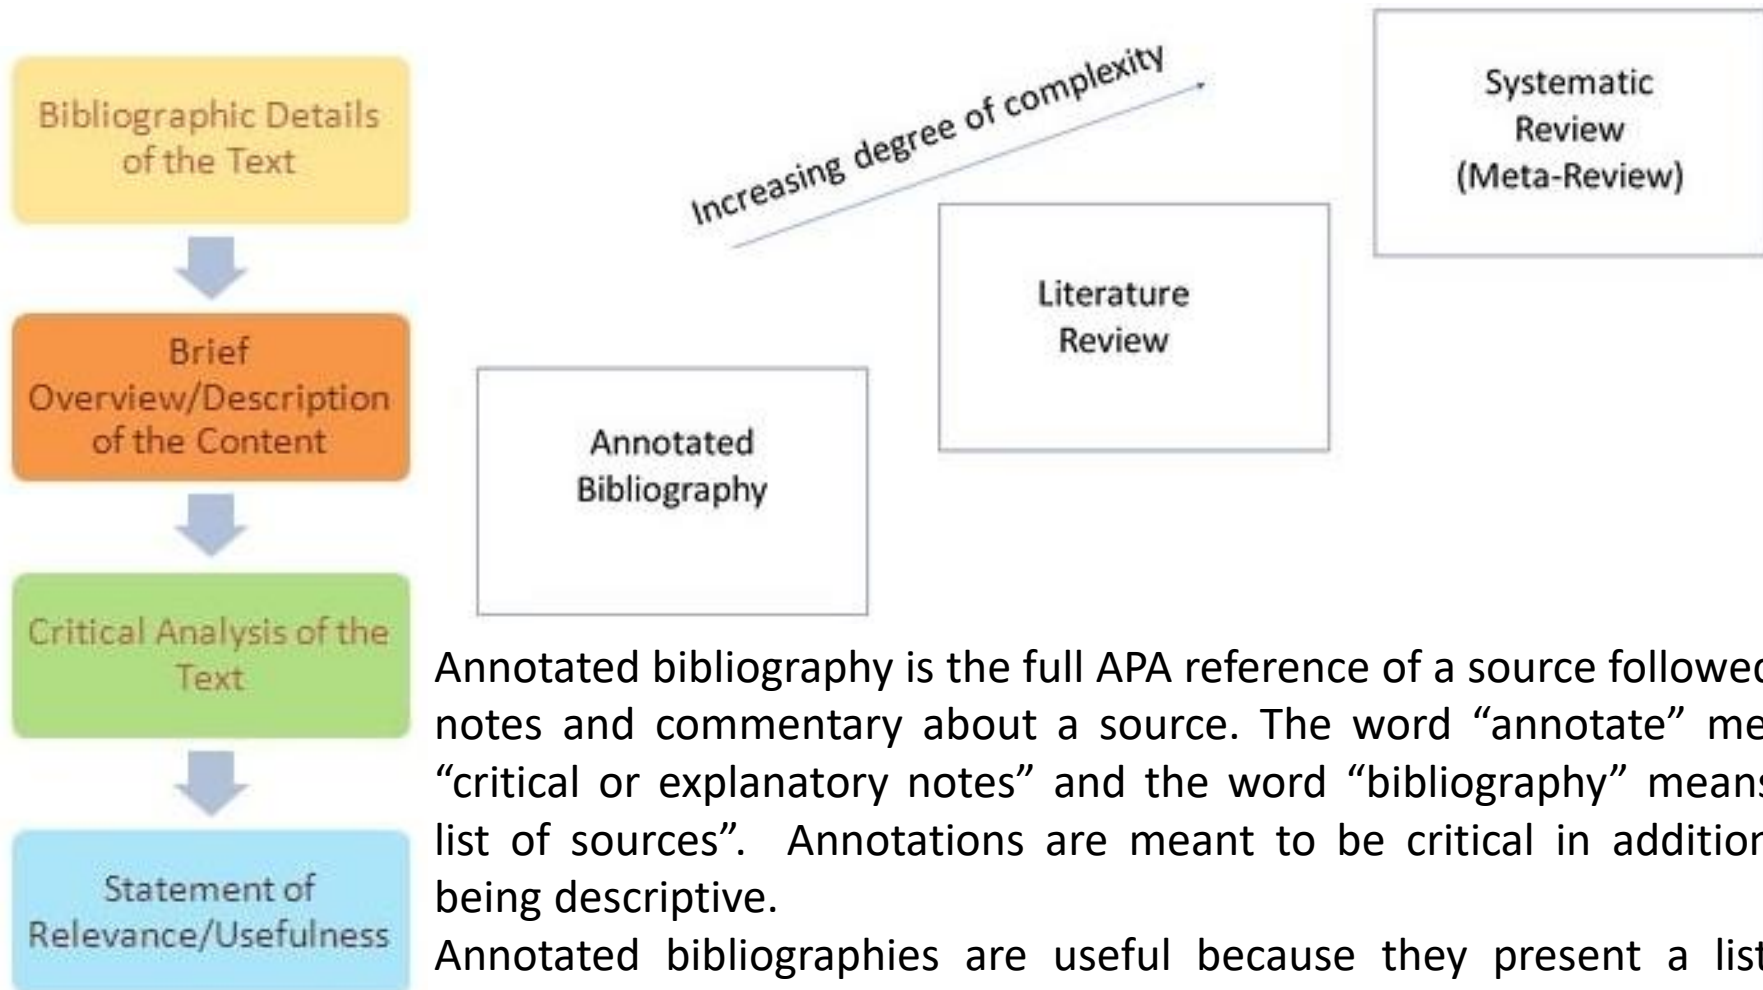 Bibliographic Details
of the Text
Brief
Overview/Description
of the Content
Critical Analysis of the
Text
Statement of
Relevance/Usefulness
Increasing degree of complexity
Annotated
Bibliography
Literature
Review
Systematic
Review
(Meta-Review)
Annotated bibliography is the full APA reference of a source followed
notes and commentary about a source. The word “annotate”
“critical or explanatory notes” and the word “bibliography” means
list of sources”. Annotations are meant to be critical in addition
being descriptive.
Annotated bibliographies are useful because they present a list